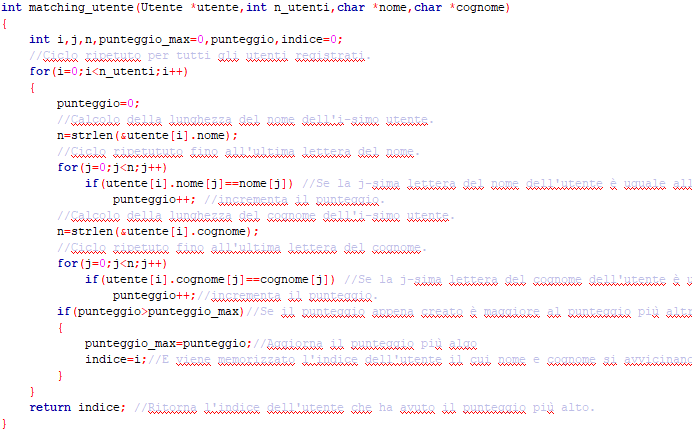 int matching_utente(Utente *utente,int n_utenti,char *nome,char *cognome)
{
int i,j,n,punteggio_max=0,punteggio,indice=0;
//Ciclo ripetuto per tutti gli utenti registrati.
for(i=0;i<n_utenti;i++)
{
punteggio=0;
//Calcolo della lunghezza del nome dell'i-simo utente.
n=strlen(&utente[i].nome);
//Ciclo ripetututo fino all'ultima lettera del nome.
for(j=0;j<n;j++)
if(utente[i].nome[j]==nome[j]) //Se la j-sima lettera del nome dell'utente è uguale all
punteggio++; //incrementa il punteggio.
//Calcolo della lunghezza del cognome dell'i-simo utente.
n=strlen(&utente[i].cognome);
//Ciclo ripetuto fino all'ultima lettera del cognome.
for(j=0;j<n;j++)
if(utente[i].cognome[j]==cognome[j]) //Se la j-sima lettera del cognome dell'utente è u
punteggio++;//incrementa il punteggio.
if(punteggio>punteggio_max)//Se il punteggio appena creato è maggiore al punteggio più alt
{
punteggio_max=punteggio;//Aggiorna il punteggio più algo
indice=i;//E viene memorizzato l'indice dell'utente il cui nome e cognome si avvicinano
}
}
return indice; //Ritorna l'indice dell'utente che ha avuto il punteggio più alto.
}